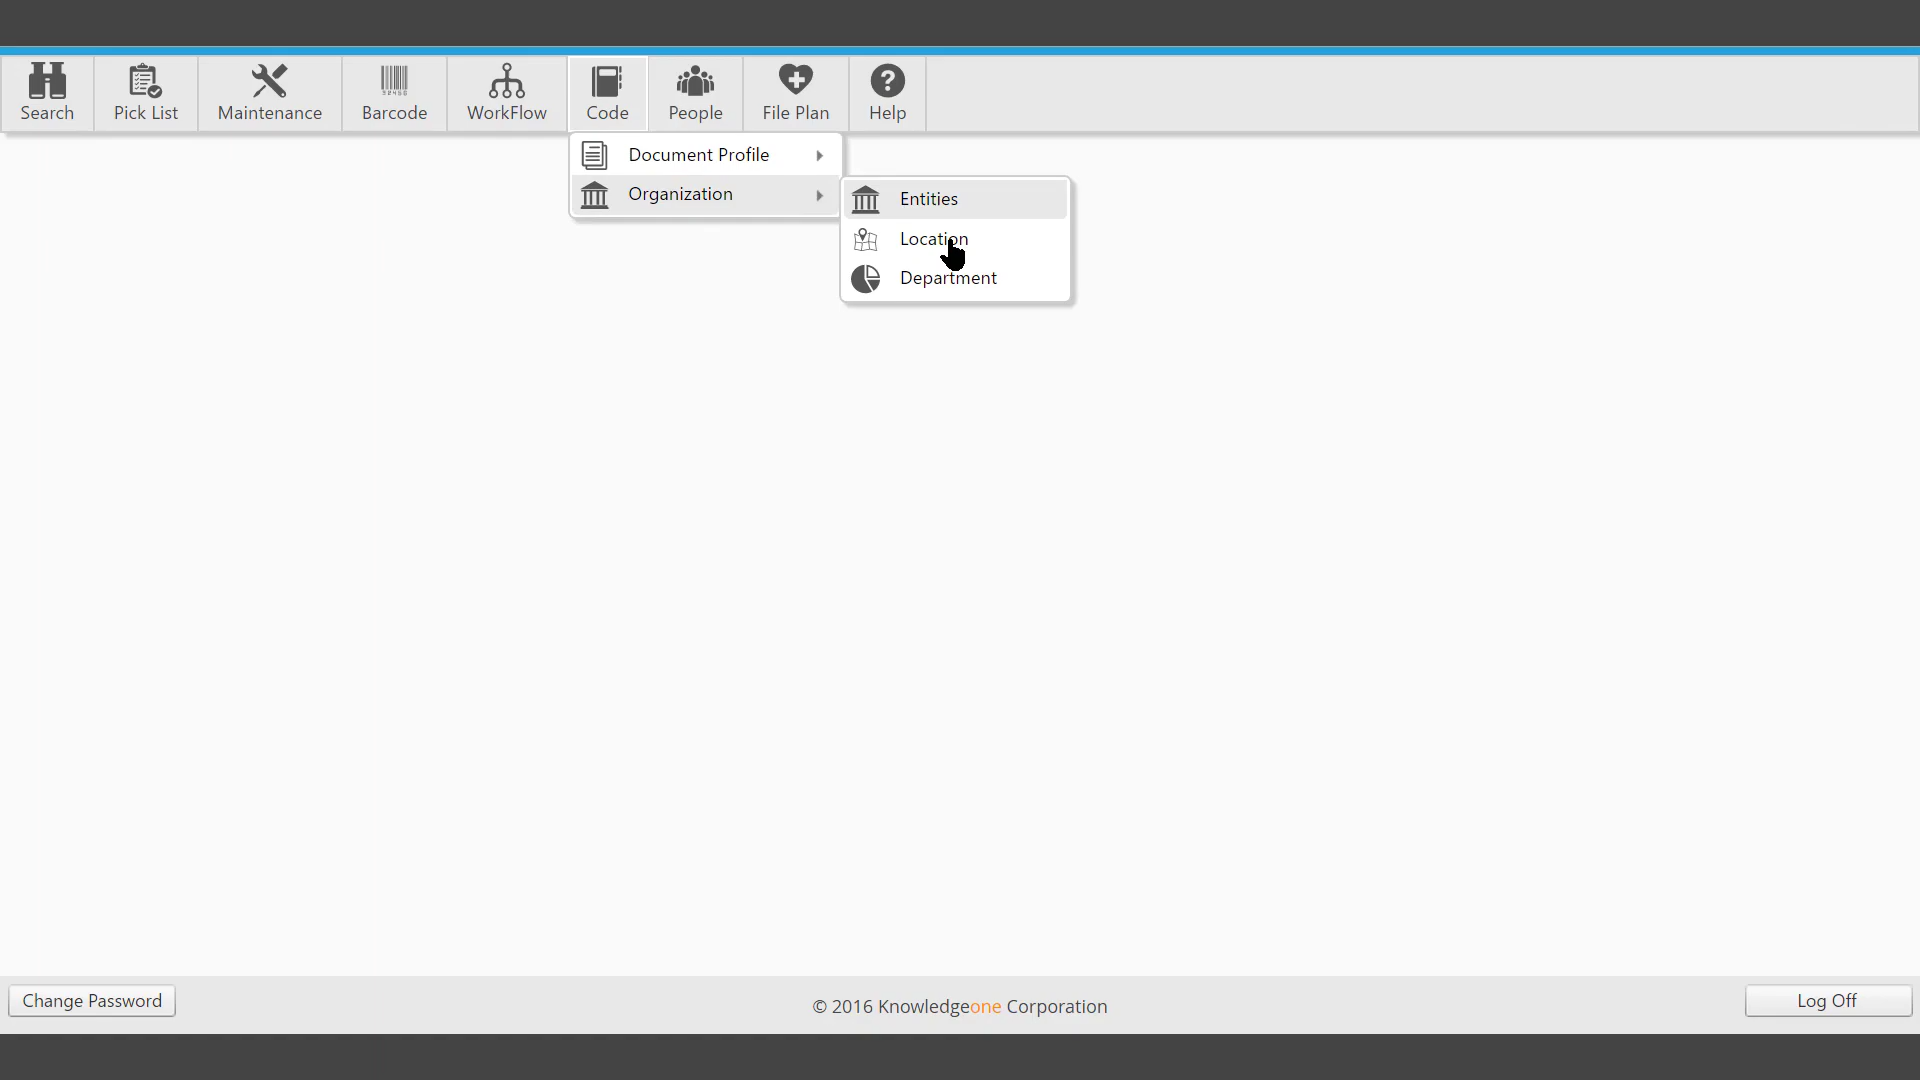 Search
Pick List
Maintenance
Barcode
WorkFlow
Code
People
File Plan
Help
Document Profile
Organization
Entities
Location
Department
Change Password
© 2016 Knowledgeone Corporation
Log Off